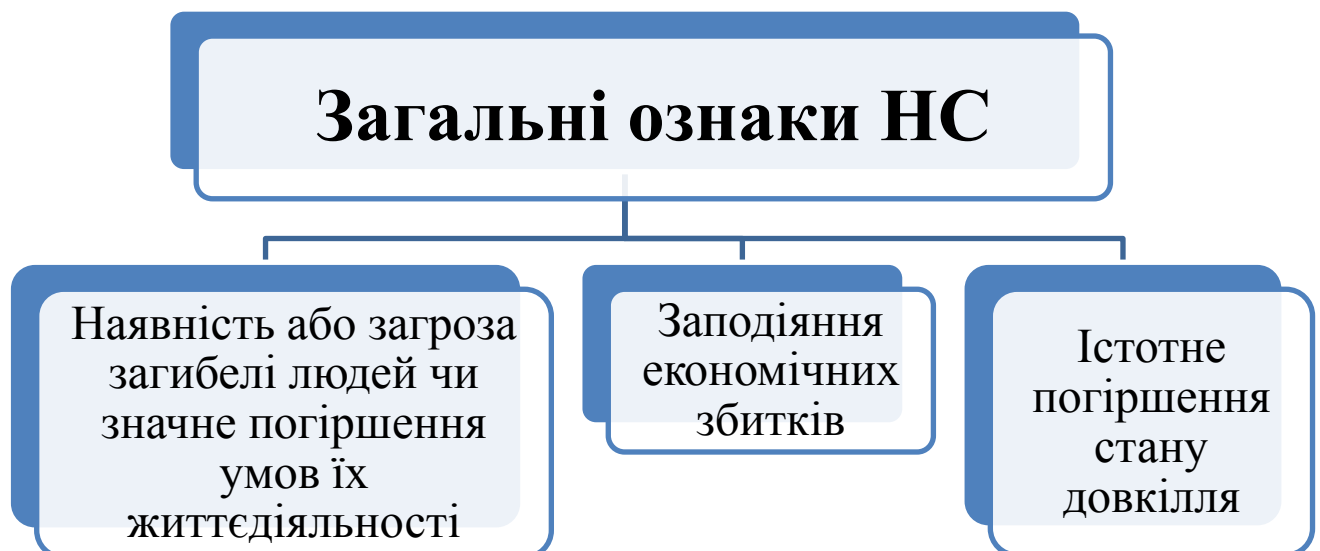 Загальні ознаки НС
Наявність або загроза
загибелі людей чи
значне погіршення
умов їх
життєдіяльності
Заподіяння
економічних
збитків
Істотне
погіршення
стану
довкілля